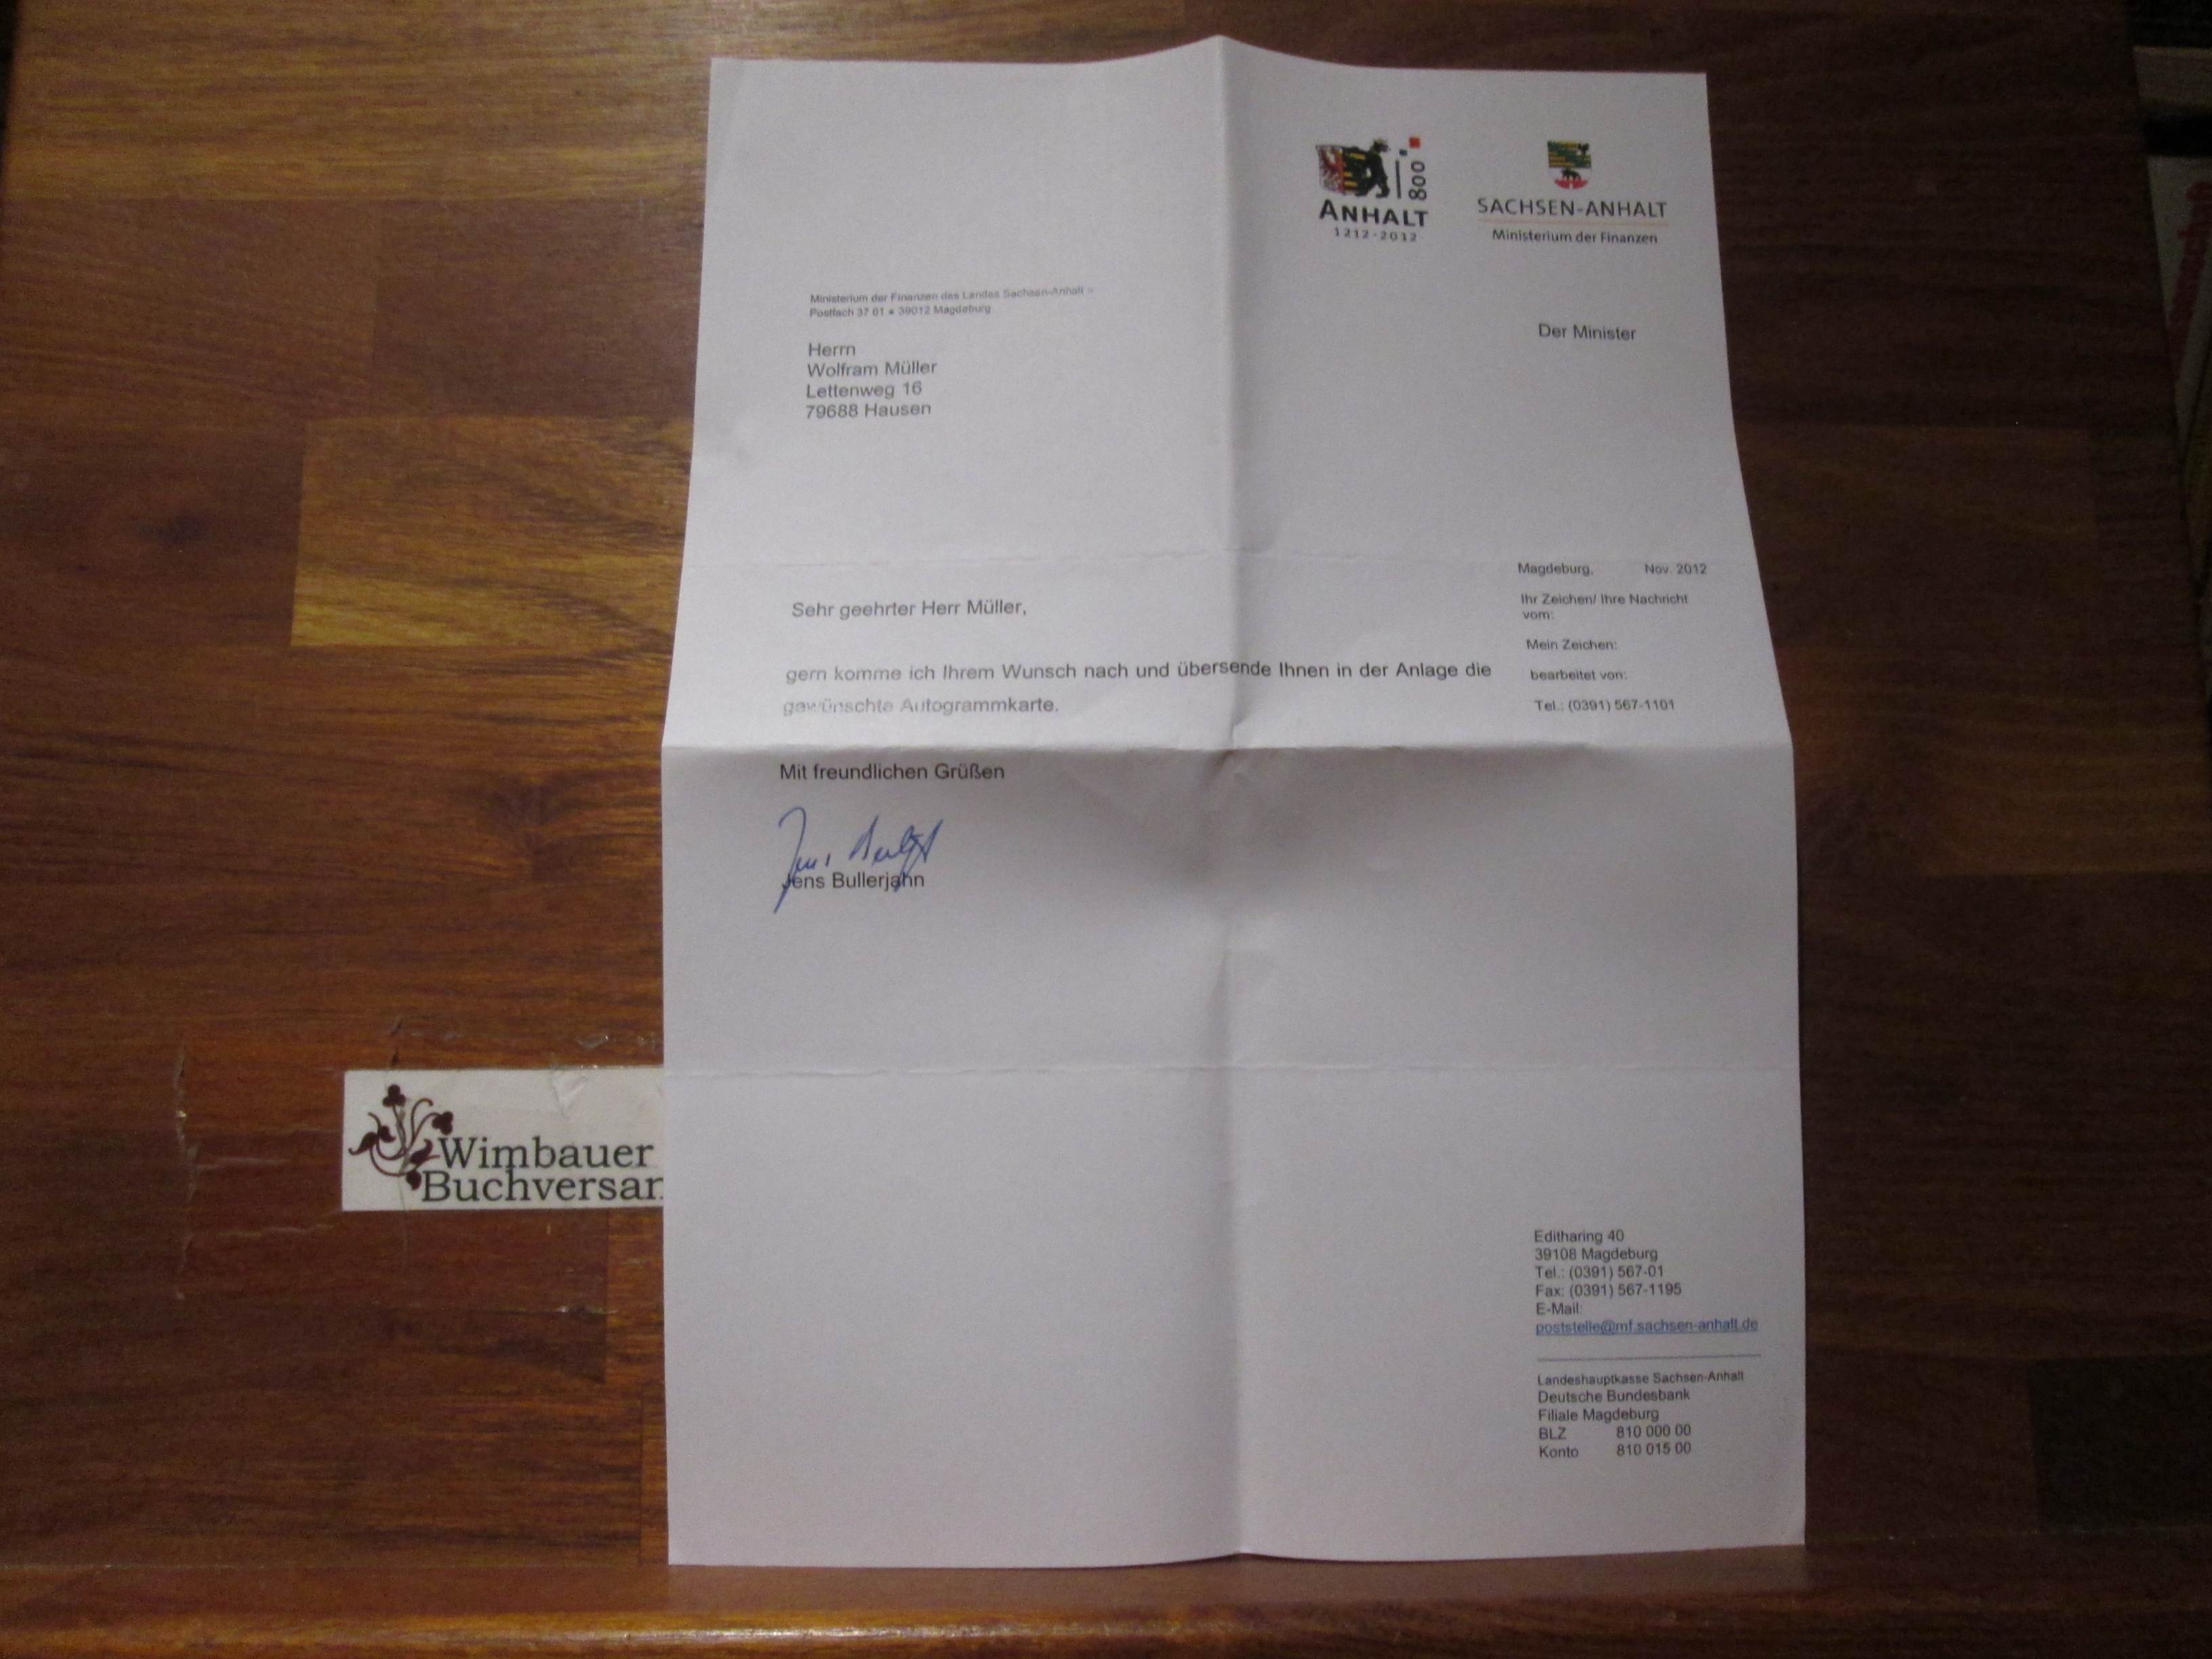 ANHALT 800
1212-2012
SACHSEN-ANHALT
Ministerium der Finanzen
Ministerium der Finanzen des Landes Sachsen-Anhalt
Postfach 37 61 • 39012 Magdeburg
Der Minister
Herrn
Wolfram Müller
Lettenweg 16
79688 Hausen
Magdeburg, Nov. 2012
Ihr Zeichen/ Ihre Nachricht
vom:
Mein Zeichen:
bearbeitet von:
Tel.: (0391) 567-1101
Sehr geehrter Herr Müller,
gern komme ich Ihrem Wunsch nach und übersende Ihnen in der Anlage die
gewünschte Autogrammkarte.
Mit freundlichen Grüßen
Jens Bullerjahn
Wimbauer
Buchversan
Editharing 40
39108 Magdeburg
Tel.: (0391) 567-01
Fax: (0391) 567-1195
E-Mail:
poststelle@mf.sachsen-anhalt.de
Landeshauptkasse Sachsen-Anhalt
Deutsche Bundesbank
Filiale Magdeburg
BLZ 810 000 00
Konto 810 015 00